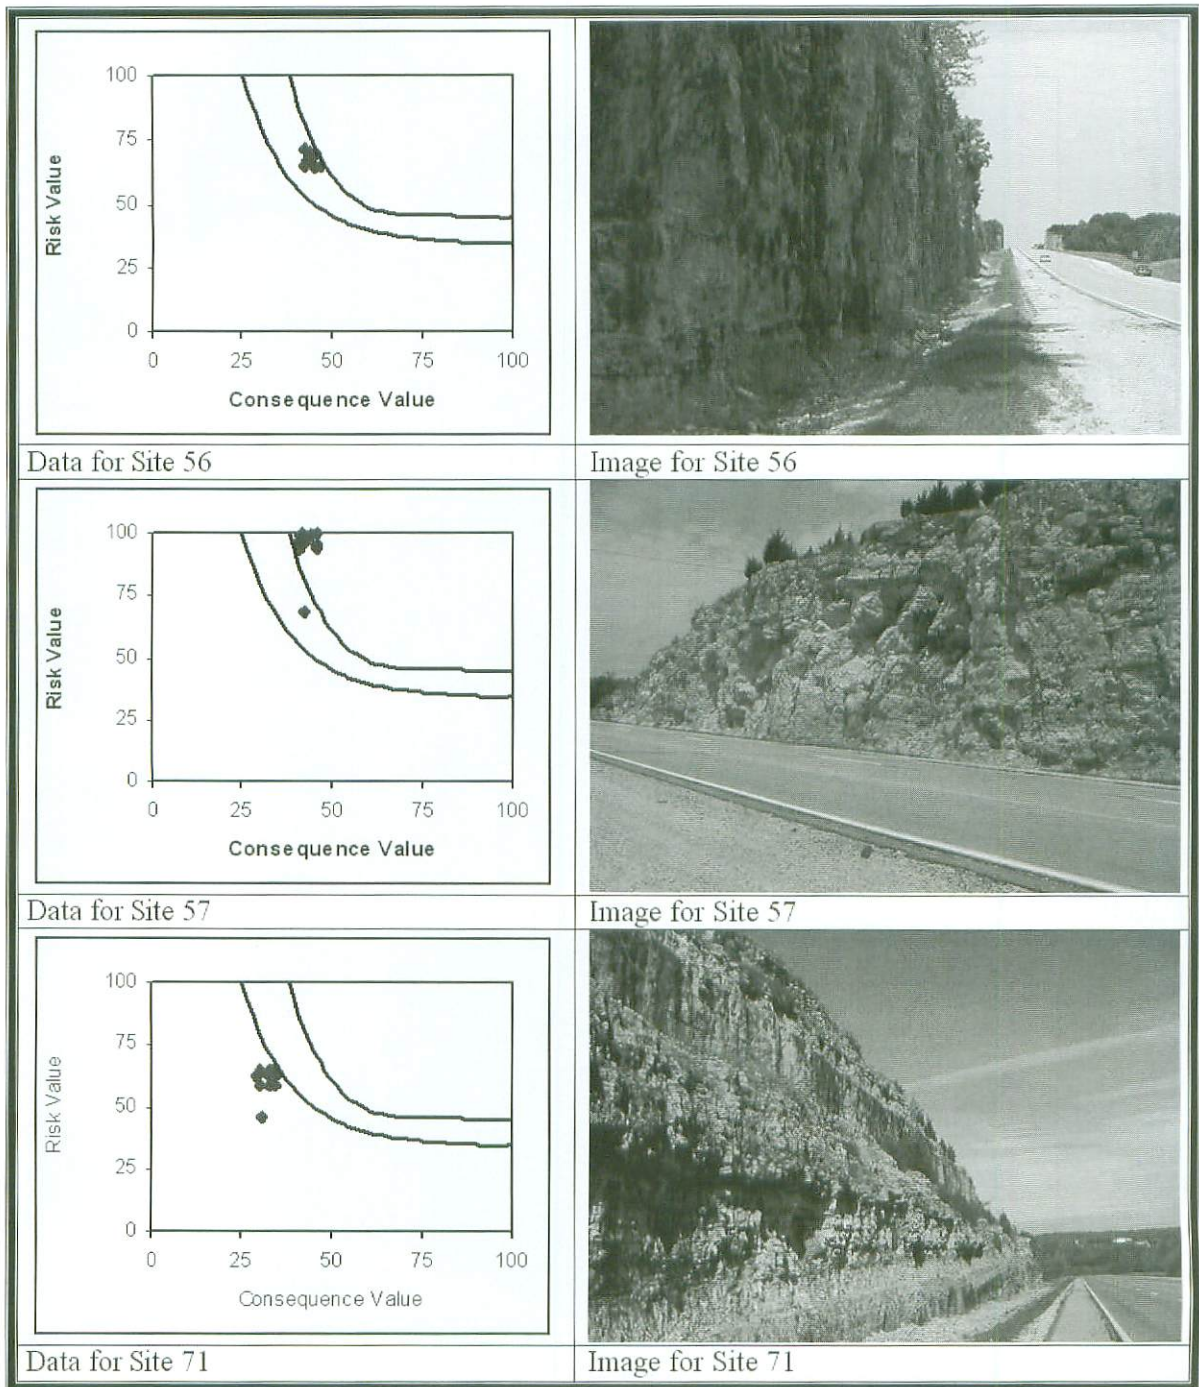 100
75
50
25
0
Risk Value
0 25 50 75 100
Consequence Value
Data for Site 56
Image for Site 56
100
75
50
25
0
Risk Value
0 25 50 75 100
Consequence Value
Data for Site 57
Image for Site 57
100
75
50
25
0
Risk Value
0 25 50 75 100
Consequence Value
Data for Site 71
Image for Site 71